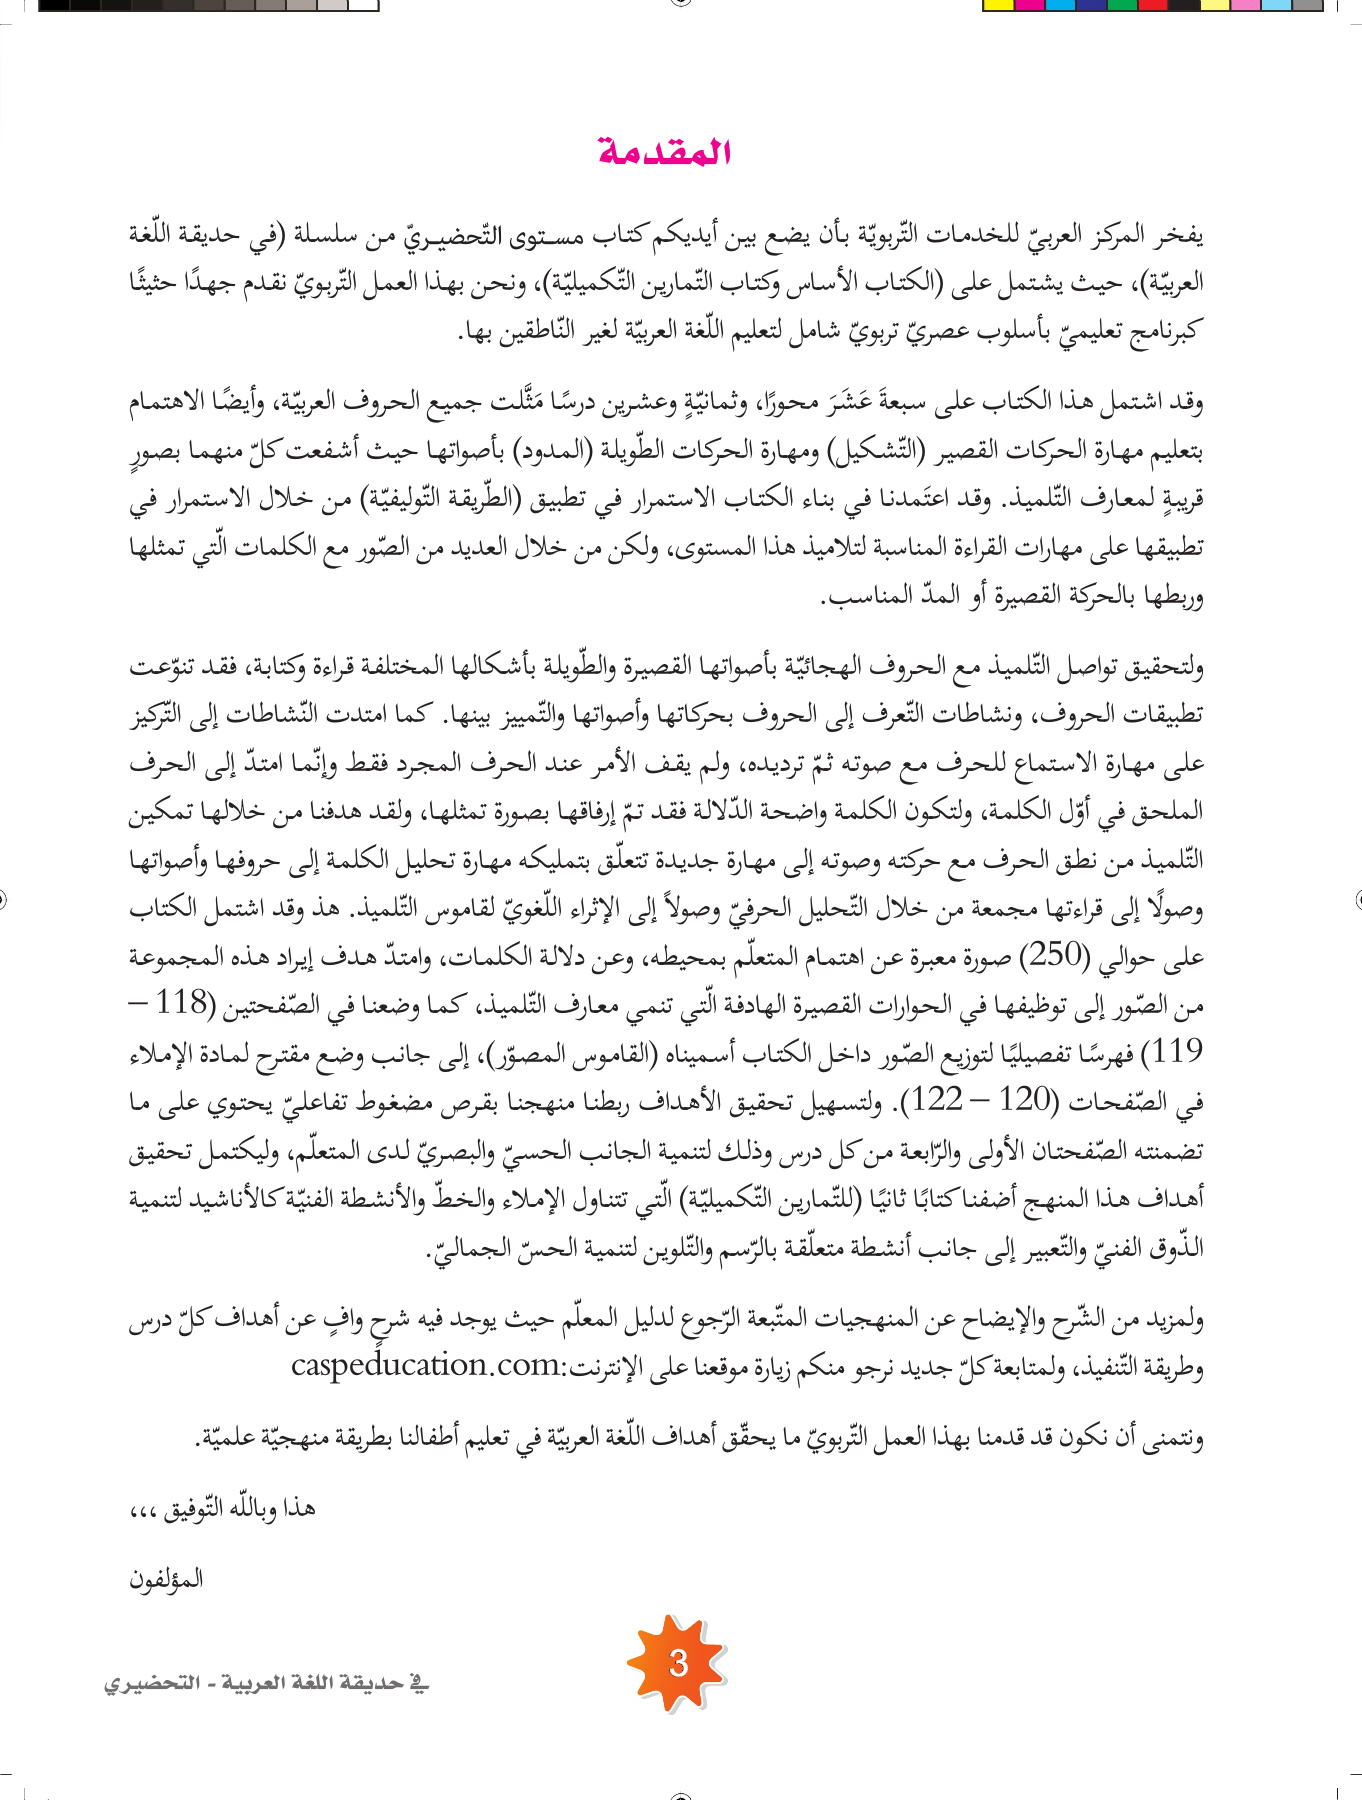 المقدمة
يفخر المركز العربيّ للخدمات التّربويّة بأن يضع بين أيديكم كتاب مستوى التّحضيريّ من سلسلة (في حديقة اللّغة
العربيّة)، حيث يشتمل على (الكتاب الأساس وكتاب التّمارين التّكميليّة)، ونحن بهذا العمل التّربويّ نقدم جهدًا حثيثًا
كبرنامج تعليميّ بأسلوب عصريّ تربويّ شامل لتعليم اللّغة العربيّة لغير النّاطقين بها.
وقد اشتمل هذا الكتاب على سبعةَ عَشَرَ محورًا، وثمانيّةٍ وعشرين درسًا مَثَّلت جميع الحروف العربيّة، وأيضًا الاهتمام
بتعليم مهارة الحركات القصير (التّشكيل) ومهارة الحركات الطّويلة (المدود) بأصواتها حيث أشفعت كلّ منهما بصورٍ
قريبةٍ لمعارف التّلميذ. وقد اعتَمدنا في بناء الكتاب الاستمرار في تطبيق (الطّريقة التّوليفيّة) من خلال الاستمرار في
تطبيقها على مهارات القراءة المناسبة لتلاميذ هذا المستوى، ولكن من خلال العديد من الصّور مع الكلمات الّتي تمثلها
وربطها بالحركة القصيرة أو المدّ المناسب.
ولتحقيق تواصل التّلميذ مع الحروف الهجائيّة بأصواتها القصيرة والطّويلة بأشكالها المختلفة قراءة وكتابة، فقد تنوّعت
تطبيقات الحروف، ونشاطات التّعرف إلى الحروف بحركاتها وأصواتها والتّمييز بينها. كما امتدت النّشاطات إلى التّركيز
على مهارة الاستماع للحرف مع صوته ثمّ ترديده، ولم يقف الأمر عند الحرف المجرد فقط وإنّما امتدّ إلى الحرف
الملحق في أوّل الكلمة، ولتكون الكلمة واضحة الدّلالة فقد تمّ إرفاقها بصورة تمثلها، ولقد هدفنا من خلالها تمكين
التّلميذ من نطق الحرف مع حركته وصوته إلى مهارة جديدة تتعلّق بتمليكه مهارة تحليل الكلمة إلى حروفها وأصواتها
وصولًا إلى قراءتها مجمعة من خلال التّحليل الحرفيّ وصولاً إلى الإثراء اللّغويّ لقاموس التّلميذ. هذ وقد اشتمل الكتاب
على حوالي (250) صورة معبرة عن اهتمام المتعلّم بمحيطه، وعن دلالة الكلمات، وامتدّ هدف إيراد هذه المجموعة
من الصّور إلى توظيفها في الحوارات القصيرة الهادفة الّتي تنمي معارف التّلميذ، كما وضعنا في الصّفحتين (118 –
119) فهرسًا تفصيليًا لتوزيع الصّور داخل الكتاب أسميناه (القاموس المصوّر)، إلى جانب وضع مقترح لمادة الإملاء
في الصّفحات (120 – 122). ولتسهيل تحقيق الأهداف ربطنا منهجنا بقرص مضغوط تفاعليّ يحتوي على ما
تضمنته الصّفحتان الأولى والرّابعة من كل درس وذلك لتنمية الجانب الحسيّ والبصريّ لدى المتعلّم، وليكتمل تحقيق
أهداف هذا المنهج أضفنا كتابًا ثانيًا (للتّمارين التّكميليّة) الّتي تتناول الإملاء والخطّ والأنشطة الفنيّة كالأناشيد لتنمية
الذّوق الفنيّ والتّعبير إلى جانب أنشطة متعلّقة بالرّسم والتّلوين لتنمية الحسّ الجماليّ.
ولمزيد من الشّرح والإيضاح عن المنهجيات المتّبعة الرّجوع لدليل المعلّم حيث يوجد فيه شرحٍ وافٍ عن أهداف كلّ درس
وطريقة التّنفيذ، ولمتابعة كلّ جديد نرجو منكم زيارة موقعنا على الإنترنت:caspeducation.com
ونتمنى أن نكون قد قدمنا بهذا العمل التّربويّ ما يحقّق أهداف اللّغة العربيّة في تعليم أطفالنا بطريقة منهجيّة علميّة.
هذا وباللّه التّوفيق ،،،
المؤلفون
3
في حديقة اللغة العربية - التحضيري